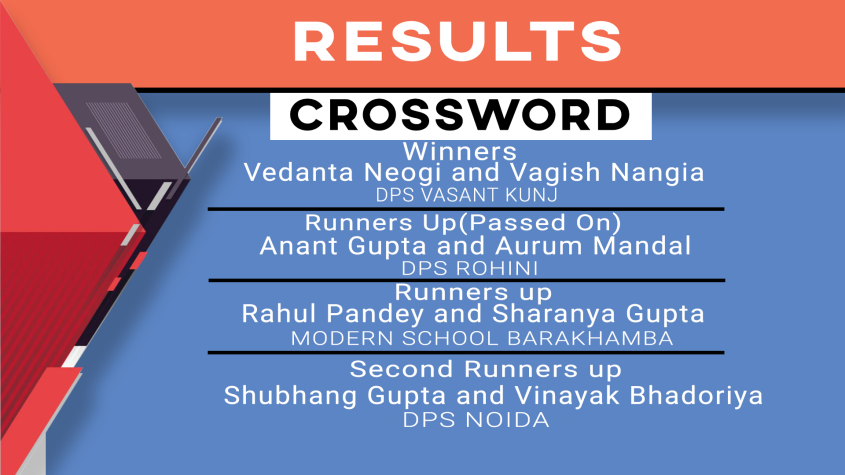 RESULTS
CROSSWORD
Winners
Vedanta Neogi and Vagish Nangia
DPS VASANT KUNJ
Runners Up(Passed On)
Anant Gupta and Aurum Mandal
DPS ROHINI
Runners up
Rahul Pandey and Sharanya Gupta
MODERN SCHOOL BARAKHAMBA
Second Runners up
Shubhang Gupta and Vinayak Bhadoriya
DPS NOIDA